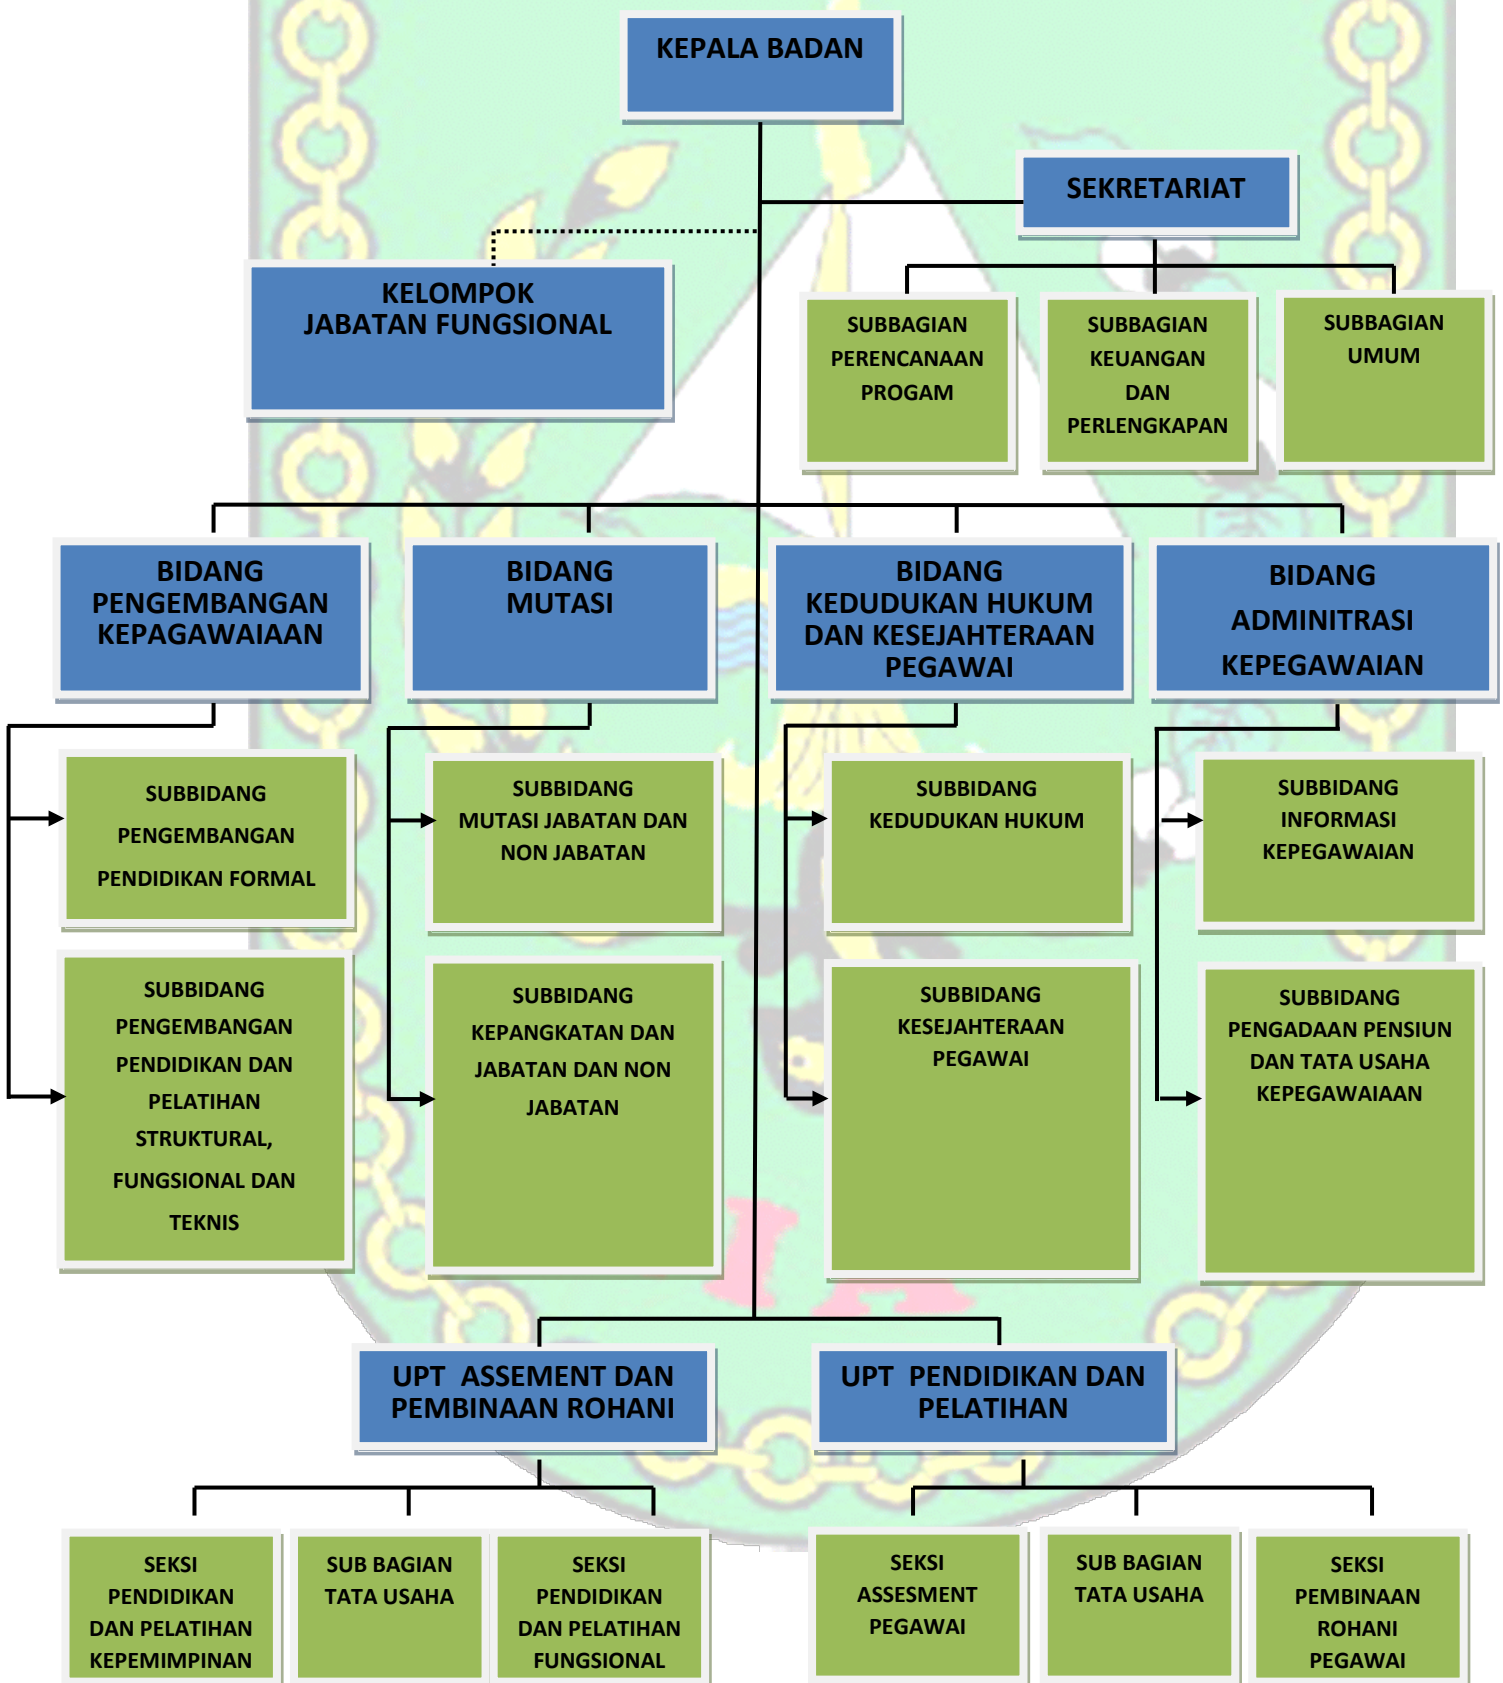 KEPALA BADAN
SEKRETARIAT
KELOMPOK
JABATAN FUNGSIONAL
SUBBAGIAN
PERENCANAAN
PROGAM
SUBBAGIAN
KEUANGAN
DAN
PERLENGKAPAN
SUBBAGIAN
UMUM
BIDANG
PENGEMBANGAN
KEPAGAWAIAAN
BIDANG
MUTASI
BIDANG
KEDUDUKAN HUKUM
DAN KESEJAHTERAAN
PEGAWAI
BIDANG
ADMINITRASI
KEPEGAWAIAN
SUBBIDANG
PENGEMBANGAN
PENDIDIKAN FORMAL
SUBBIDANG
MUTASI JABATAN DAN
NON JABATAN
SUBBIDANG
KEDUDUKAN HUKUM
SUBBIDANG
INFORMASI
KEPEGAWAIAN
SUBBIDANG
PENGEMBANGAN
PENDIDIKAN DAN
PELATIHAN
STRUKTURAL,
FUNGSIONAL DAN
TEKNIS
SUBBIDANG
KEPANGKATAN DAN
JABATAN DAN NON
JABATAN
SUBBIDANG
KESEJAHTERAAN
PEGAWAI
SUBBIDANG
PENGADAAN PENSIUN
DAN TATA USAHA
KEPEGAWAIAAN
UPT  ASSEMENT DAN
PEMBINAAN ROHANI
UPT  PENDIDIKAN DAN
PELATIHAN
SEKSI
PENDIDIKAN
DAN PELATIHAN
KEPEMIMPINAN
SUB BAGIAN
TATA USAHA
SEKSI
PENDIDIKAN
DAN PELATIHAN
FUNGSIONAL
SEKSI
ASSESMENT
PEGAWAI
SUB BAGIAN
TATA USAHA
SEKSI
PEMBINAAN
ROHANI
PEGAWAI